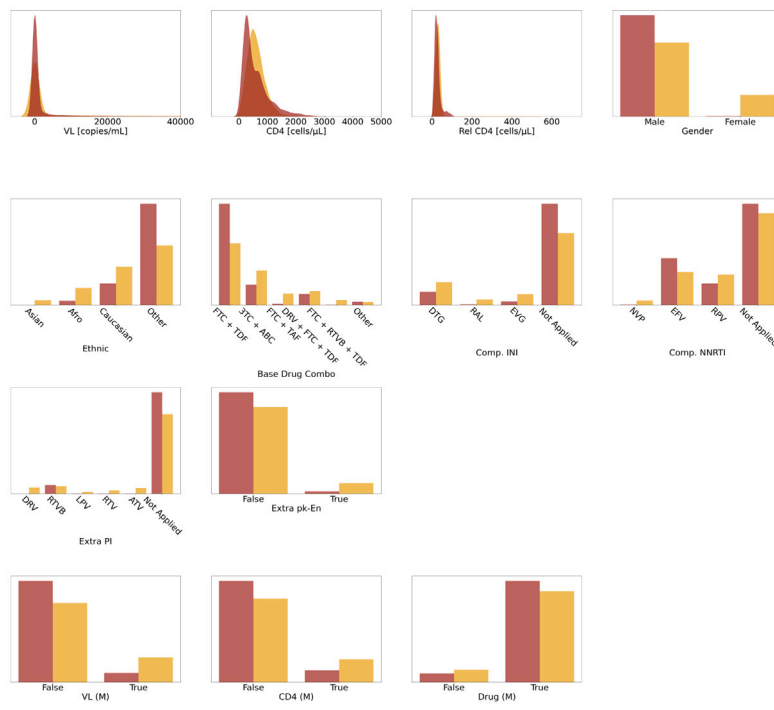 0 20000 40000
VL [copies/mL]
0 1000 2000 3000 4000 5000
CD4 [cells/μL]
0 200 400 600
Rel CD4 [cells/μL]
Male Female
Gender
Asian Afro Caucasian Other
Ethnic
FTC + TDF 3TC + ABC FTC + TAF DRV + FTC + TDF FTC + RTVB + TDF Other
Base Drug Combo
DTG RAL EVG Not Applied
Comp. INI
NVP EFV RPV Not Applied
Comp. NNRTI
DRV RTVB LPV RTV ATV Not Applied
Extra PI
False True
Extra pk-En
False True
VL (M)
False True
CD4 (M)
False True
Drug (M)